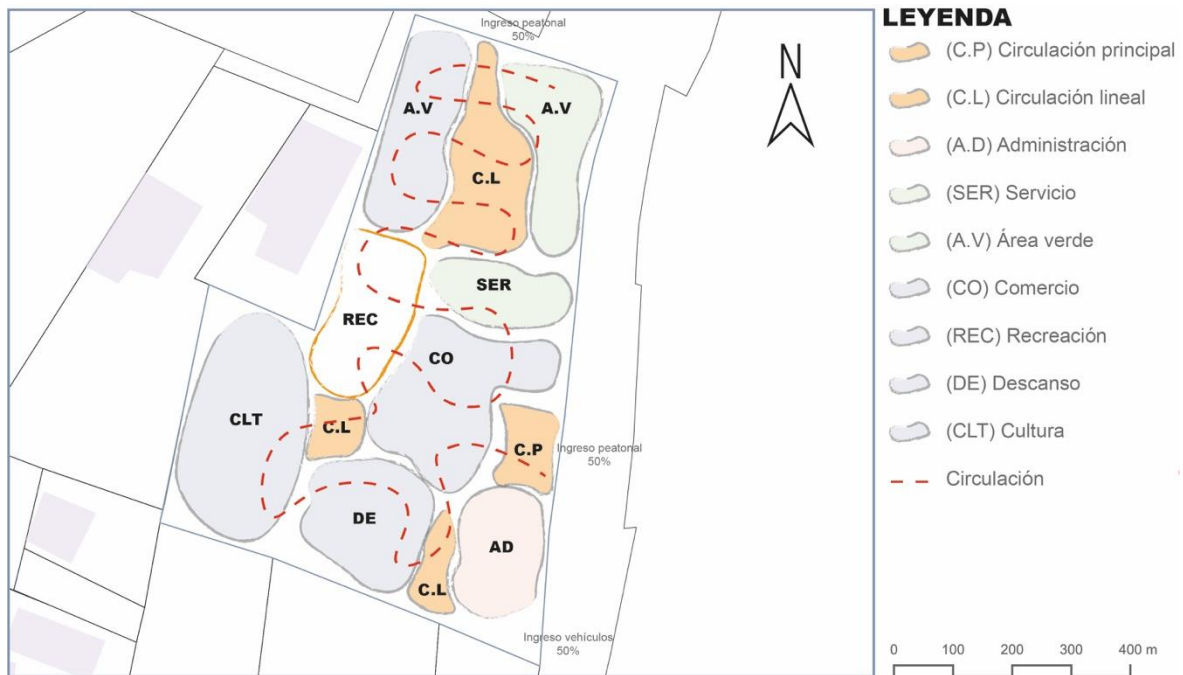 Ingreso peatonal
50%
A.V
A.V
C.L
SER
REC
CO
CLT
C.L
C.P
Ingreso peatonal
50%
DE
AD
C.L
Ingreso vehículos
50%
N
LEYENDA
(C.P) Circulación principal
(C.L) Circulación lineal
(A.D) Administración
(SER) Servicio
(A.V) Área verde
(CO) Comercio
(REC) Recreación
(DE) Descanso
(CLT) Cultura
Circulación
0 100 200 300 400 m